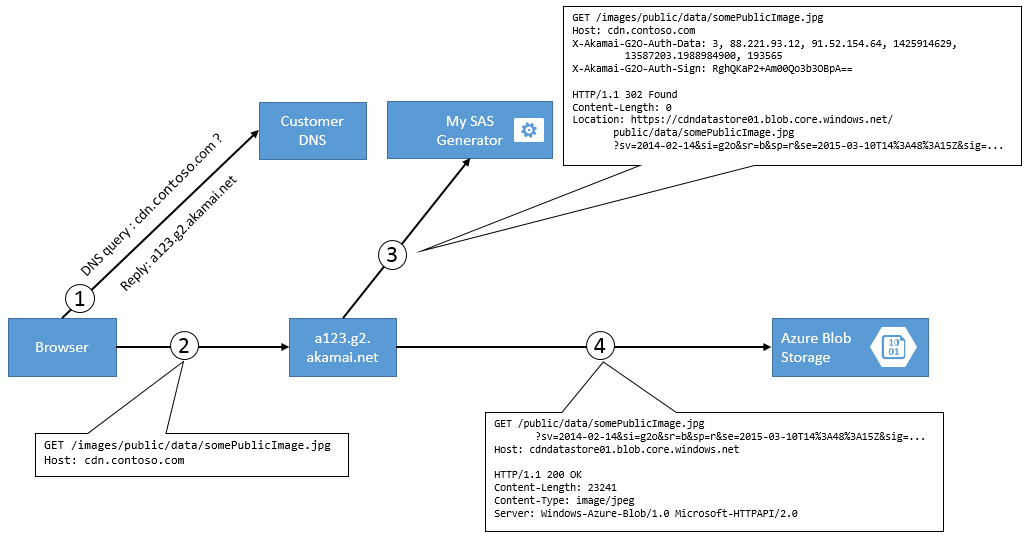 GET /images/public/data/somePublicImage.jpg
Host: cdn.contoso.com
X-Akamai-G2O-Auth-Data: 3, 88.221.93.12, 91.52.154.64, 1425914629,
13587203.1988984900, 193565
X-Akamai-G2O-Auth-Sign: RghQKaP2+Am00Qo3b3OBpA==
HTTP/1.1 302 Found
Content-Length: 0
Location: https://cdndatastore01.blob.core.windows.net/
public/data/somePublicImage.jpg
?sv=2014-02-14&si=g2o&sr=b&sp=r&se=2015-03-10T14%3A48%3A15Z&sig=...
Customer
DNS
My SAS
Generator
DNS query : cdn.contoso.com ?
Reply: a123.g2.akamai.net
1
3
Browser
2
a123.g2.
akamai.net
4
Azure Blob
Storage
10
01
GET /images/public/data/somePublicImage.jpg
Host: cdn.contoso.com
GET /public/data/somePublicImage.jpg
?sv=2014-02-14&si=g2o&sr=b&sp=r&se=2015-03-10T14%3A48%3A15Z&sig=...
Host: cdndatastore01.blob.core.windows.net
HTTP/1.1 200 OK
Content-Length: 23241
Content-Type: image/jpeg
Server: Windows-Azure-Blob/1.0 Microsoft-HTTPAPI/2.0